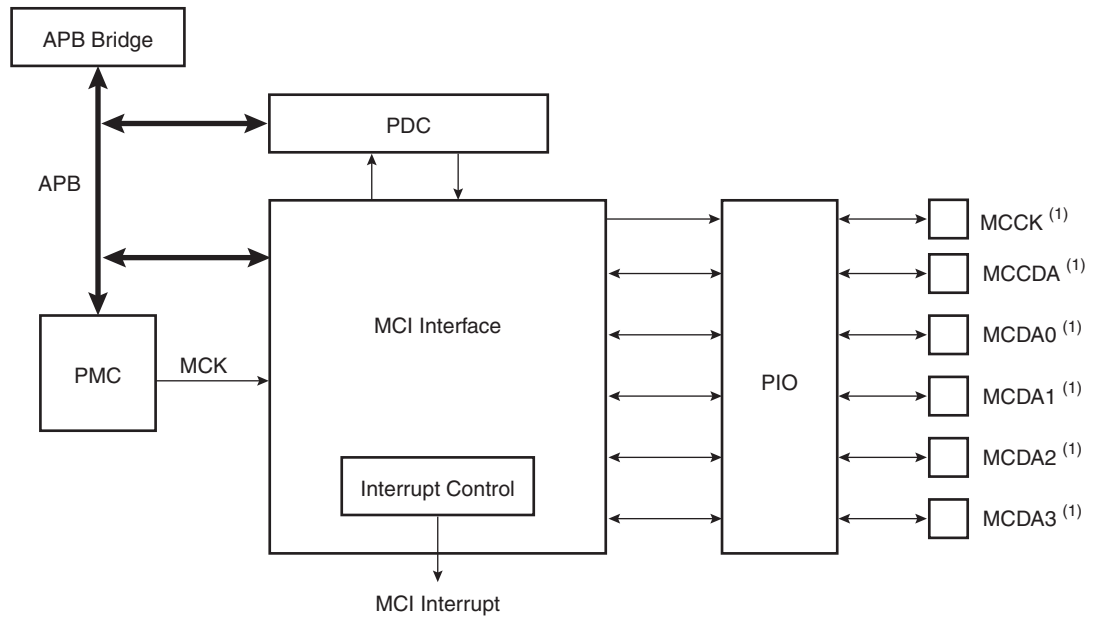 APB Bridge
PDC
APB
MCCK (1)
MCCDA (1)
MCI Interface
MCDA0 (1)
PMC
MCK
PIO
MCDA1 (1)
MCDA2 (1)
Interrupt Control
MCDA3 (1)
MCI Interrupt